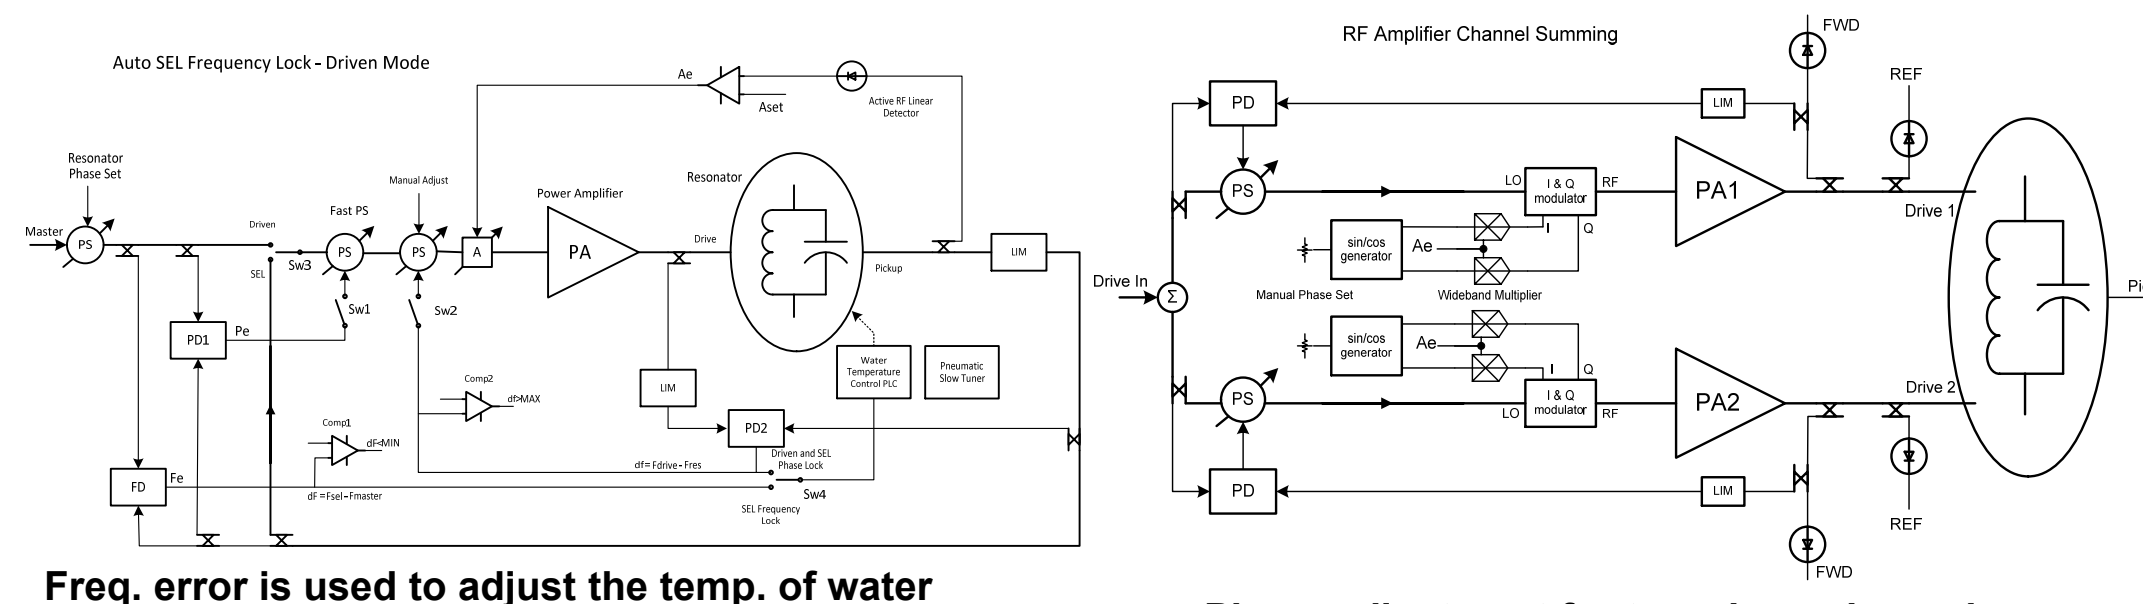 Auto SEL Frequency Lock - Driven Mode
Ae
Aset
Active RF Linear
Detector
Resonator
Phase Set
Master
PS
Driven
SEL
Sw3
Fast PS
PS
Sw1
Manual Adjust
PS
Sw2
A
Power Amplifier
PA
Drive
Resonator
Pickup
LIM
PD1
Pe
LIM
Water
Temperature
Control PLC
Pneumatic
Slow Tuner
Comp2
df>MAX
Comp1
dF<MIN
PD2
Driven and SEL
Phase Lock
df= Fdrive-Fres
FD
Fe
dF =Fsel-Fmaster
Sw4
SEL Frequency
Lock
Freq. error is used to adjust the temp. of water
RF Amplifier Channel Summing
FWD
REF
PD
LIM
PS
LO
I & Q
modulator
RF
PA1
Drive 1
I
Q
sin/cos
generator
Ae
Manual Phase Set
Wideband Multiplier
Drive In
Σ
sin/cos
generator
Ae
I
Q
PS
LO
I & Q
modulator
RF
PA2
Drive 2
PD
LIM
REF
FWD